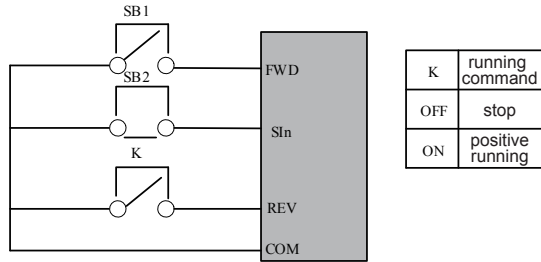 SB1
FWD
SB2
SIn
K
REV
COM
K running command
OFF stop
ON positive running